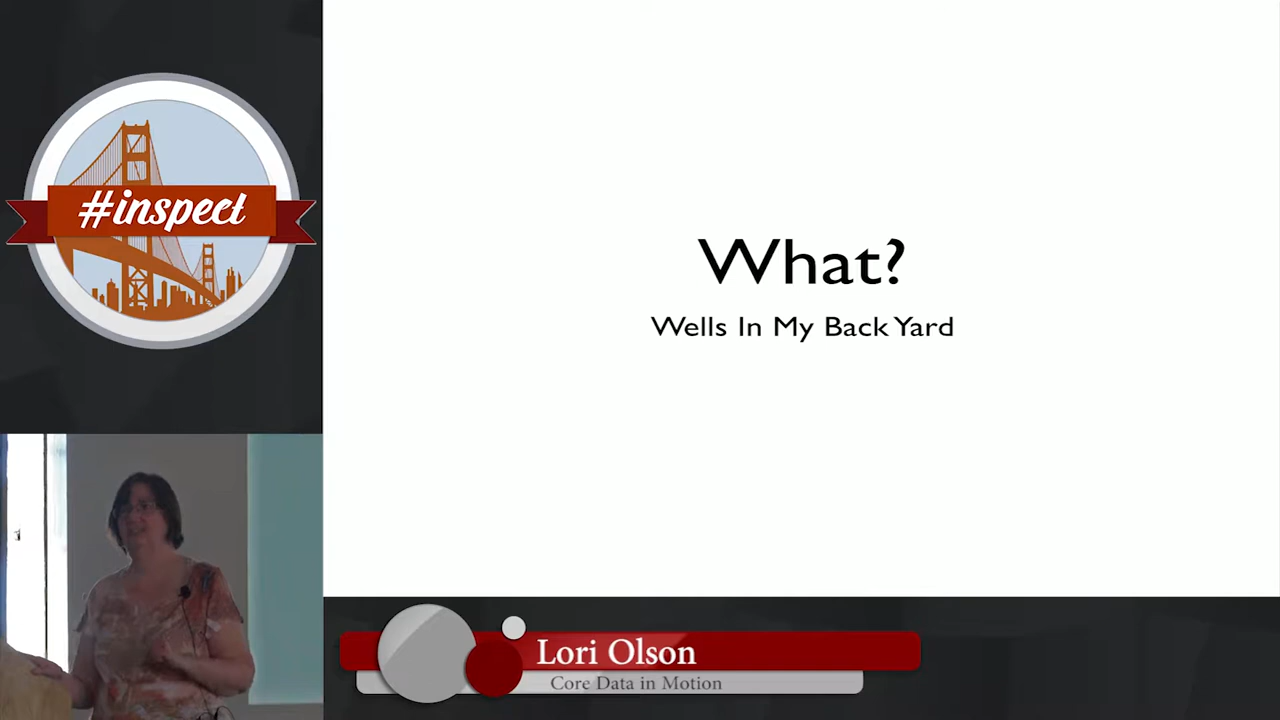 #inspect
What?
Wells In My Back Yard
Lori Olson
Core Data in Motion